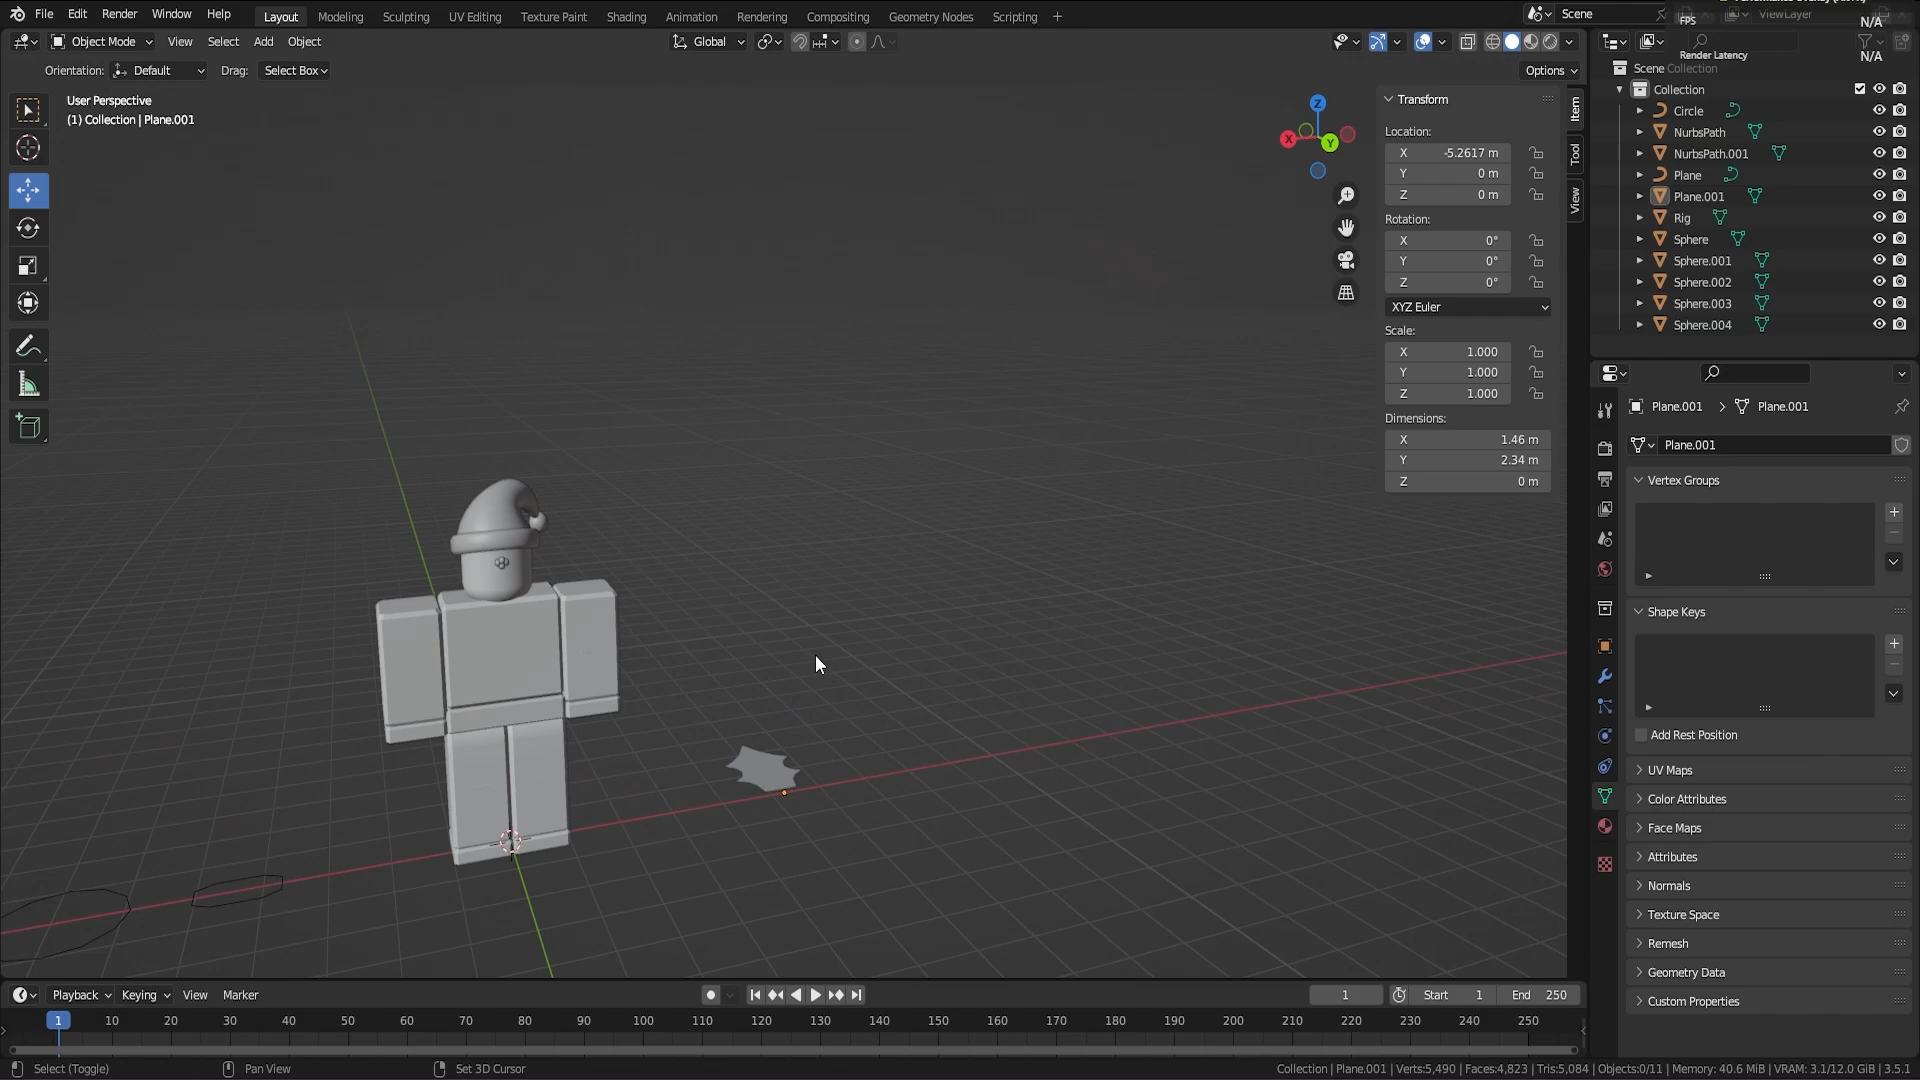 File Edit Render Window Help Layout Modeling Sculpting UV Editing Texture Paint Shading Animation Rendering Compositing Geometry Nodes Scripting + Scene FPS ViewLayer N/A
Object Mode View Select Add Object Global
Render Latency N/A
Orientation: Default Drag: Select Box Options
Scene Collection
User Perspective
(1) Collection | Plane.001
Transform
Location:
X -5.2617 m
Y 0 m
Z 0 m
Rotation:
X 0°
Y 0°
Z 0°
XYZ Euler
Scale:
X 1.000
Y 1.000
Z 1.000
Dimensions:
X 1.46 m
Y 2.34 m
Z 0 m
Item
Tool
View
Z
X
Y
Collection
Circle
NurbsPath
NurbsPath.001
Plane
Plane.001
Rig
Sphere
Sphere.001
Sphere.002
Sphere.003
Sphere.004
Plane.001 > Plane.001
Plane.001
Vertex Groups
Shape Keys
Add Rest Position
UV Maps
Color Attributes
Face Maps
Attributes
Normals
Texture Space
Remesh
Geometry Data
Custom Properties
Playback Keying View Marker 1 Start 1 End 250
1 10 20 30 40 50 60 70 80 90 100 110 120 130 140 150 160 170 180 190 200 210 220 230 240 250
Select (Toggle) Pan View Set 3D Cursor Collection | Plane.001 | Verts:5,490 | Faces:4,823 | Tris:5,084 | Objects:0/11 | Memory: 40.6 MiB | VRAM: 3.1/12.0 GiB | 3.5.1